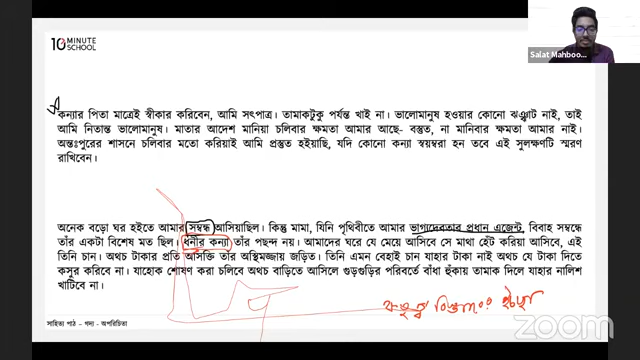 10 MINUTE SCHOOL
Salat Mahboo...
কন্যার পিতা মাত্রেই স্বীকার করিবেন, আমি সৎপাত্র। তামাকটুকু পর্যন্ত খাই না। ভালোমানুষ হওয়ার কোনো ঝঞ্ঝাট নাই, তাই
আমি নিতান্ত ভালোমানুষ। মাতার আদেশ মানিয়া চলিবার ক্ষমতা আমার আছে- বস্তুত, না মানিবার ক্ষমতা আমার নাই।
অন্তঃপুরের শাসনে চলিবার মতো করিয়াই আমি প্রস্তুত হইয়াছি, যদি কোনো কন্যা স্বয়ম্বরা হন তবে এই সুলক্ষণটি স্মরণ
রাখিবেন।
অনেক বড়ো ঘর হইতে আমার সম্বন্ধ আসিয়াছিল। কিন্তু মামা, যিনি পৃথিবীতে আমার ভাগ্যদেবতার প্রধান এজেন্ট, বিবাহ সম্বন্ধে
তাঁর একটা বিশেষ মত ছিল। ধনীর কন্যা তাঁর পছন্দ নয়। আমাদের ঘরে যে মেয়ে আসিবে সে মাথা হেঁট করিয়া আসিবে, এই
তিনি চান। অথচ টাকার প্রতি আসক্তি তাঁর অস্থিমজ্জায় জড়িত। তিনি এমন বেহাই চান যাহার টাকা নাই অথচ যে টাকা দিতে
কসুর করিবে না। যাহাকে শোষণ করা চলিবে অথচ বাড়িতে আসিলে গুড়গুড়ির পরিবর্তে বাঁধা হুঁকায় তামাক দিলে যাহার নালিশ
খাটিবে না।
কর্তৃত্ব বিস্তারের ইচ্ছা
সাহিত্য পাঠ - গদ্য - অপরিচিতা
zoom